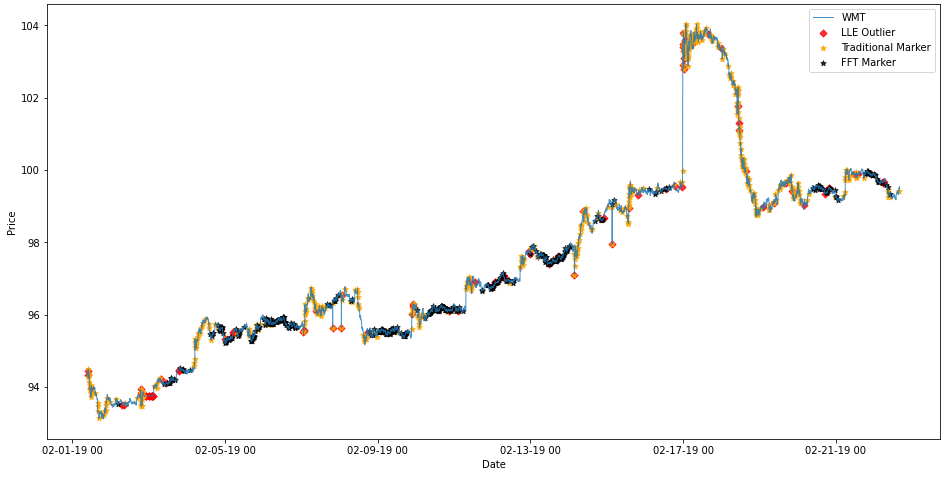 WMT
LLE Outlier
Traditional Marker
FFT Marker
104
102
100
98
96
94
Price
02-01-19 00
02-05-19 00
02-09-19 00
02-13-19 00
02-17-19 00
02-21-19 00
Date